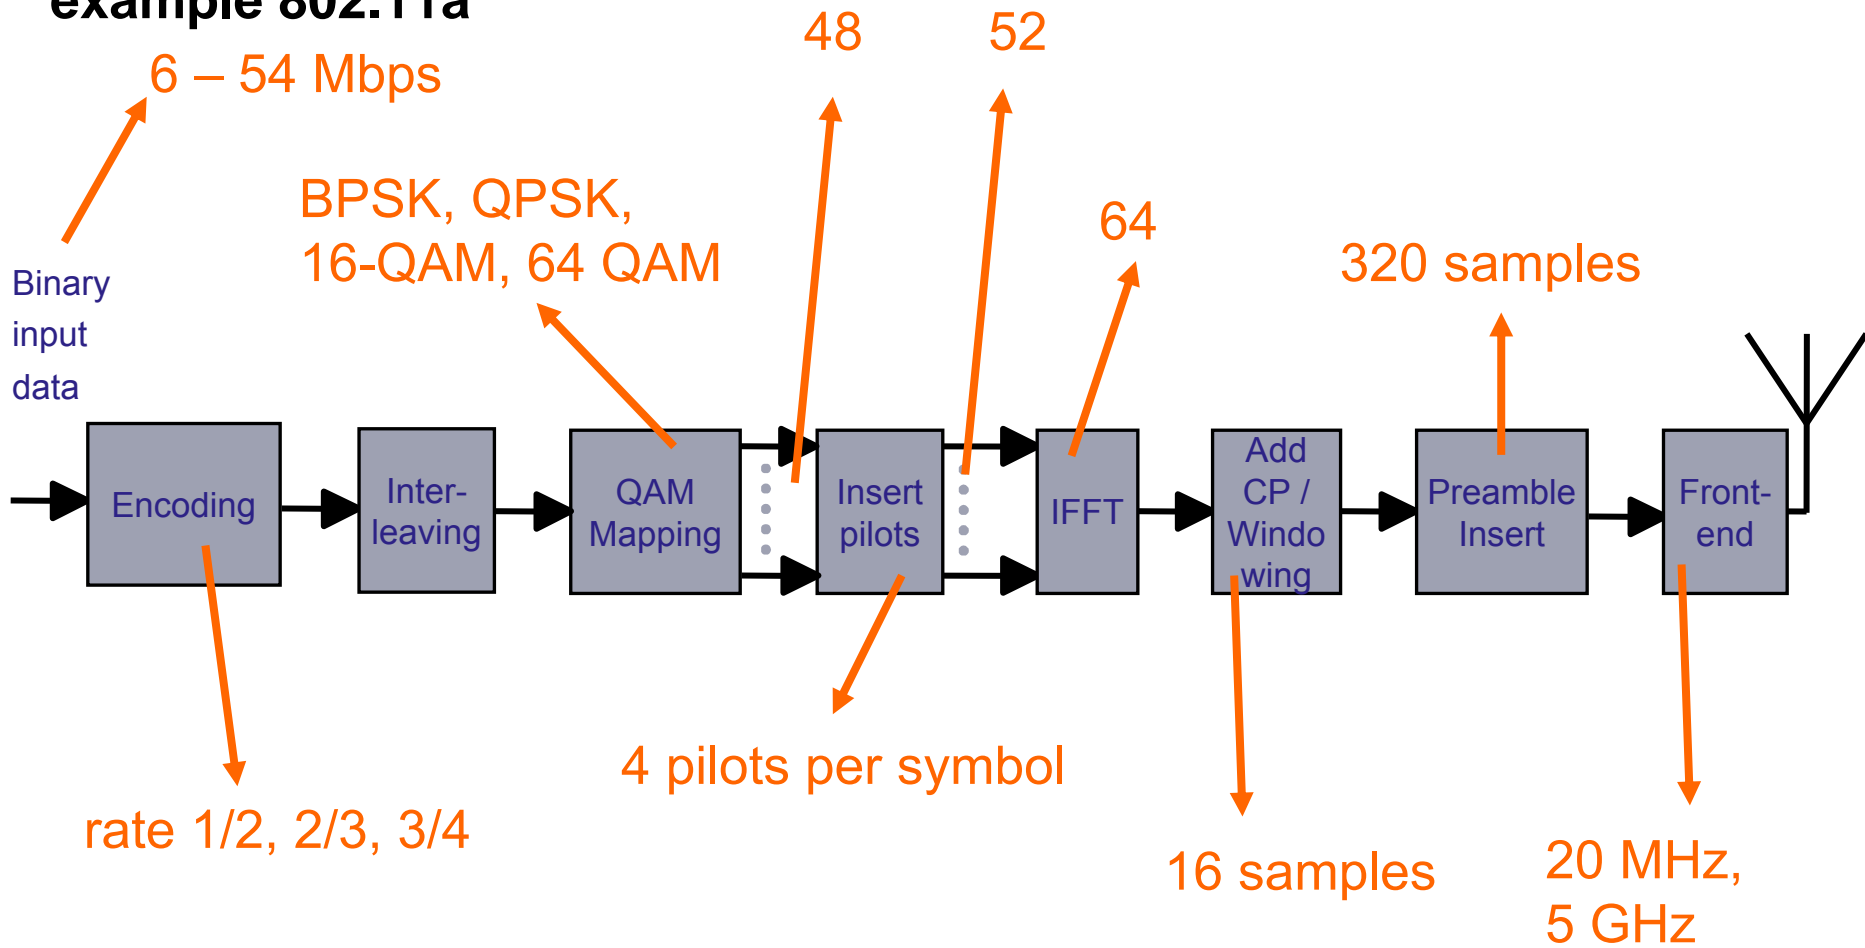 example 802.11a
6 – 54 Mbps
48
52
BPSK, QPSK,
16-QAM, 64 QAM
64
320 samples
Binary
input
data
Encoding
Inter-
leaving
QAM
Mapping
Insert
pilots
IFFT
Add
CP /
Windo
wing
Preamble
Insert
Front-
end
4 pilots per symbol
rate 1/2, 2/3, 3/4
16 samples
20 MHz,
5 GHz